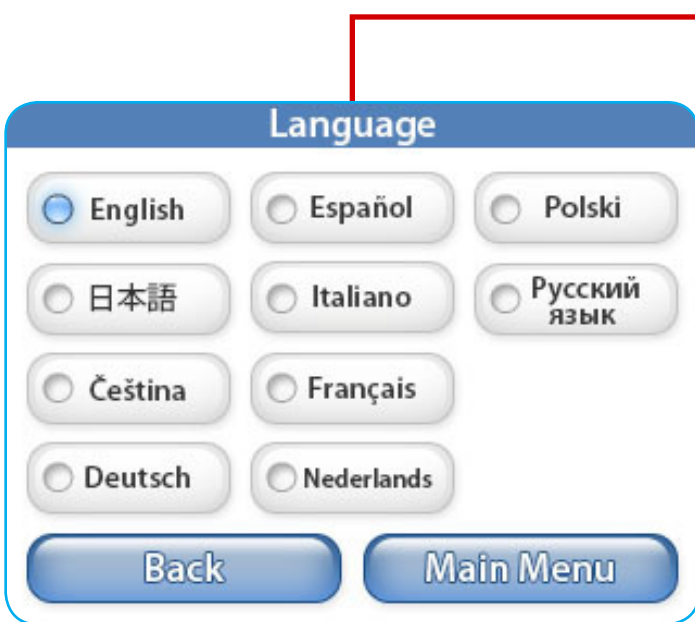 Language
English
Español
Polski
日本語
Italiano
Русский
язык
Čeština
Français
Deutsch
Nederlands
Back
Main Menu